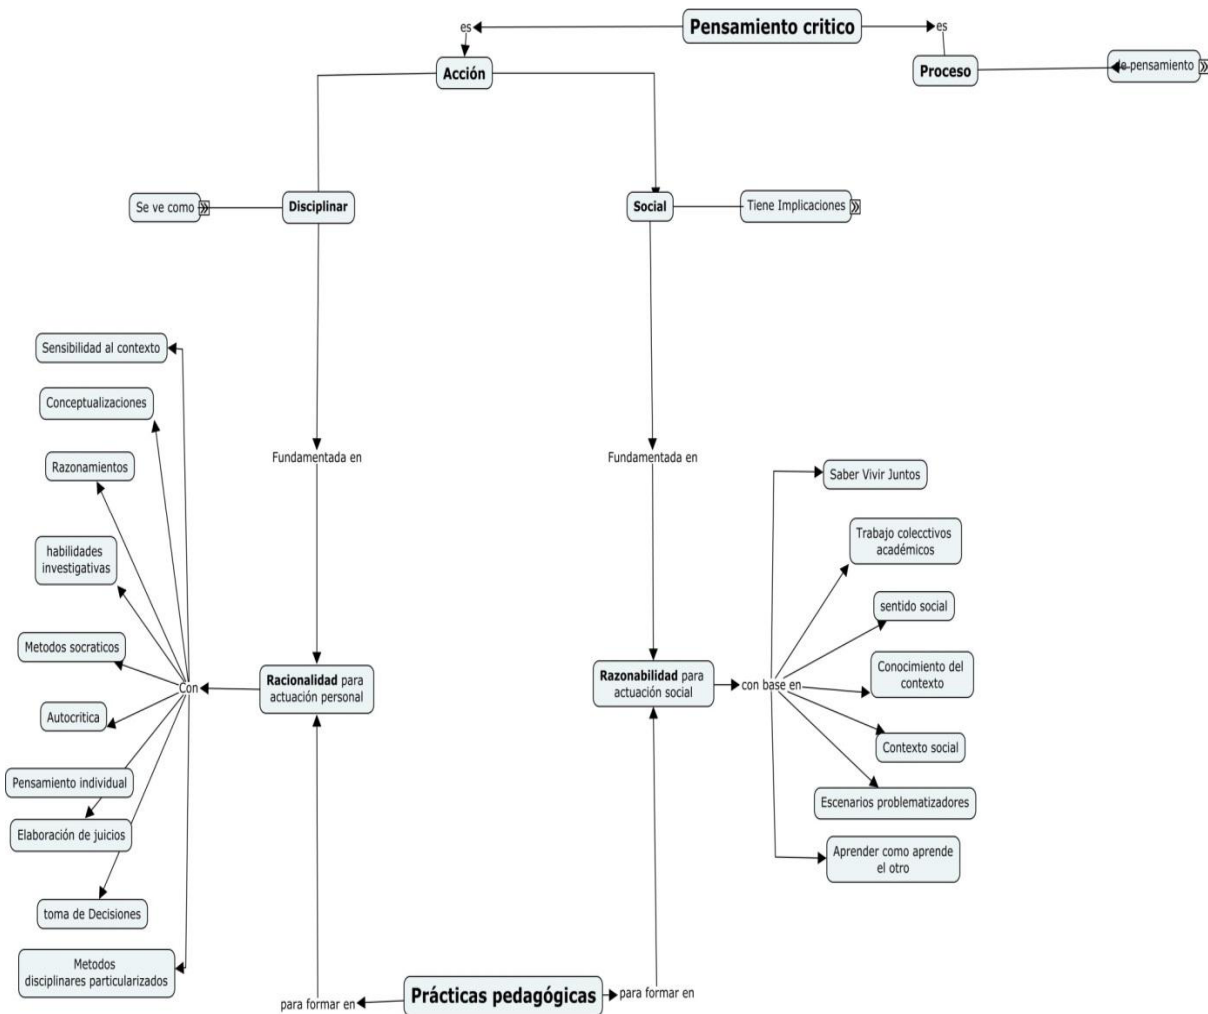 Pensamiento critico
es
es
Acción
Proceso
de pensamiento
Se ve como
Disciplinar
Social
Tiene Implicaciones
Sensibilidad al contexto
Conceptualizaciones
Razonamientos
habilidades
investigativas
Metodos socraticos
Autocritica
Pensamiento individual
Elaboración de juicios
toma de Decisiones
Metodos
disciplinares particularizados
Con
Fundamentada en
Racionalidad para
actuación personal
Fundamentada en
Razonabilidad para
actuación social
con base en
Saber Vivir Juntos
Trabajo colecctivos
académicos
sentido social
Conocimiento del
contexto
Contexto social
Escenarios problematizadores
Aprender como aprende
el otro
para formar en
Prácticas pedagógicas
para formar en